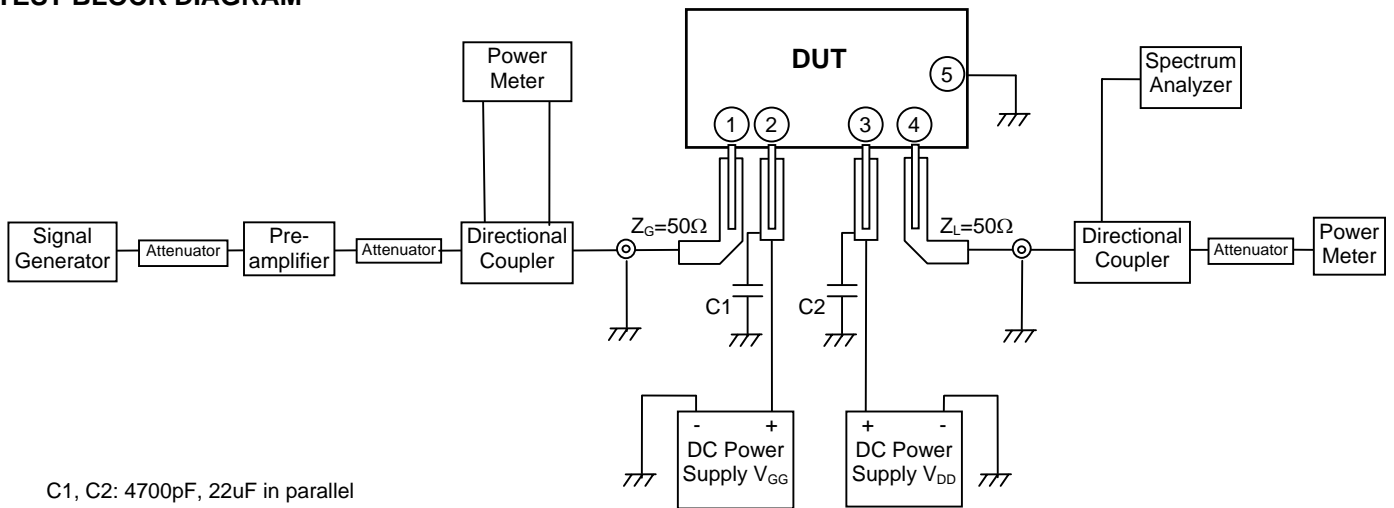 TEST BLOCK DIAGRAM
Power
Meter
DUT
5
Spectrum
Analyzer
1
2
3
4
Signal
Generator
Attenuator
Pre-
amplifier
Attenuator
Directional
Coupler
ZG=50Ω
ZL=50Ω
Directional
Coupler
Attenuator
Power
Meter
C1
C2
- +
DC Power
Supply VGG
+ -
DC Power
Supply VDD
C1, C2: 4700pF, 22uF in parallel